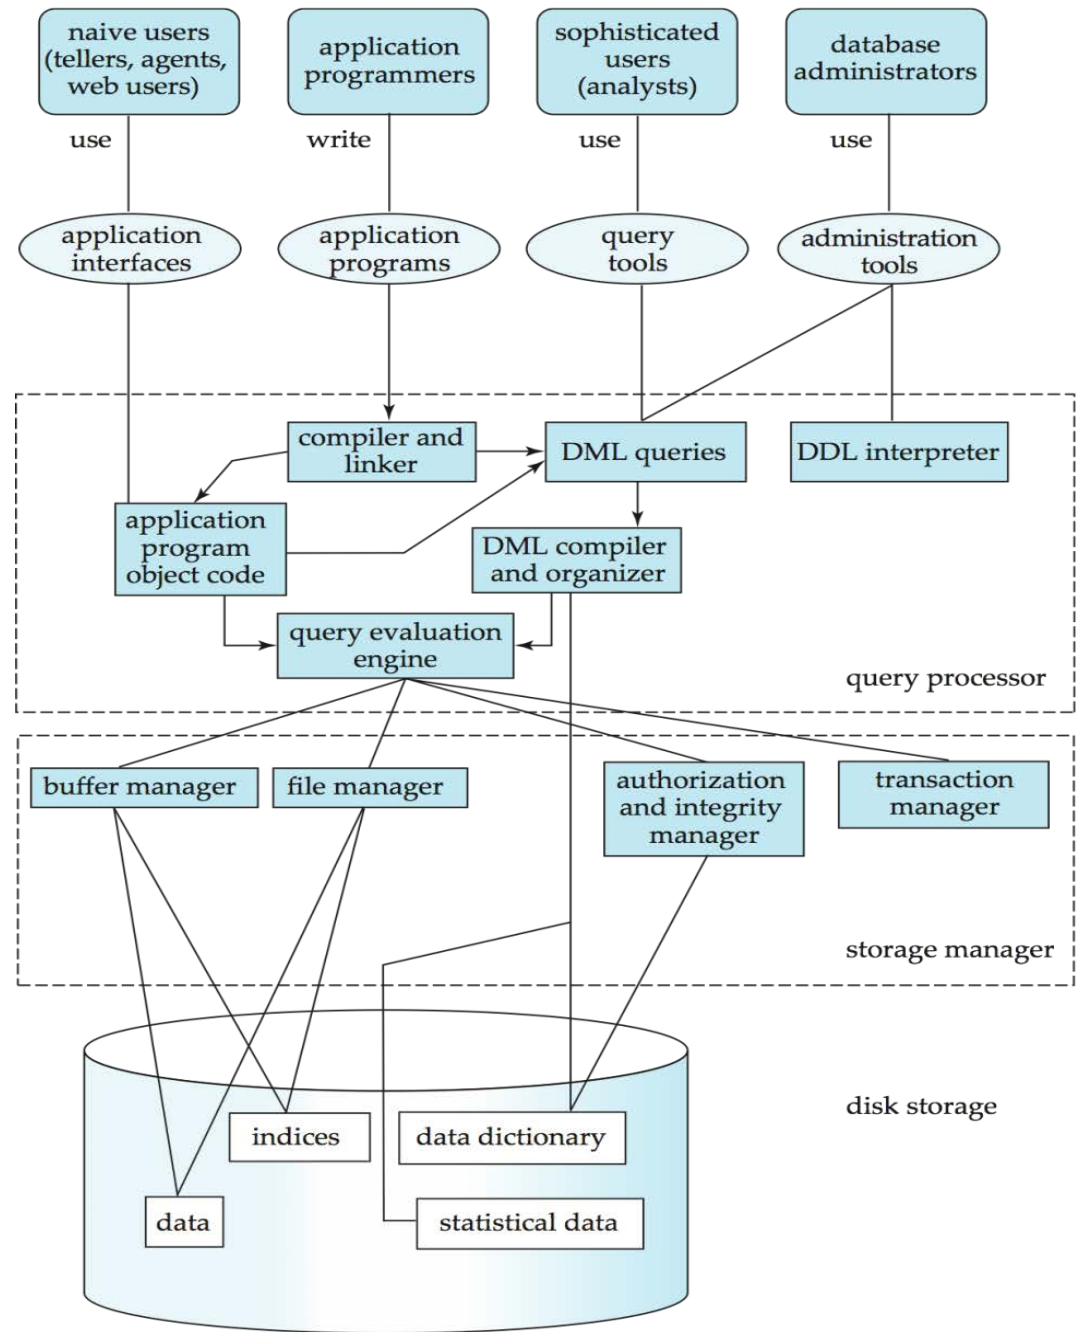 naive users
(tellers, agents,
web users)
application
programmers
sophisticated
users
(analysts)
database
administrators
use
write
use
use
application
interfaces
application
programs
query
tools
administration
tools
compiler and
linker
DML queries
DDL interpreter
application
program
object code
DML compiler
and organizer
query evaluation
engine
query processor
buffer manager
file manager
authorization
and integrity
manager
transaction
manager
storage manager
disk storage
indices
data dictionary
data
statistical data